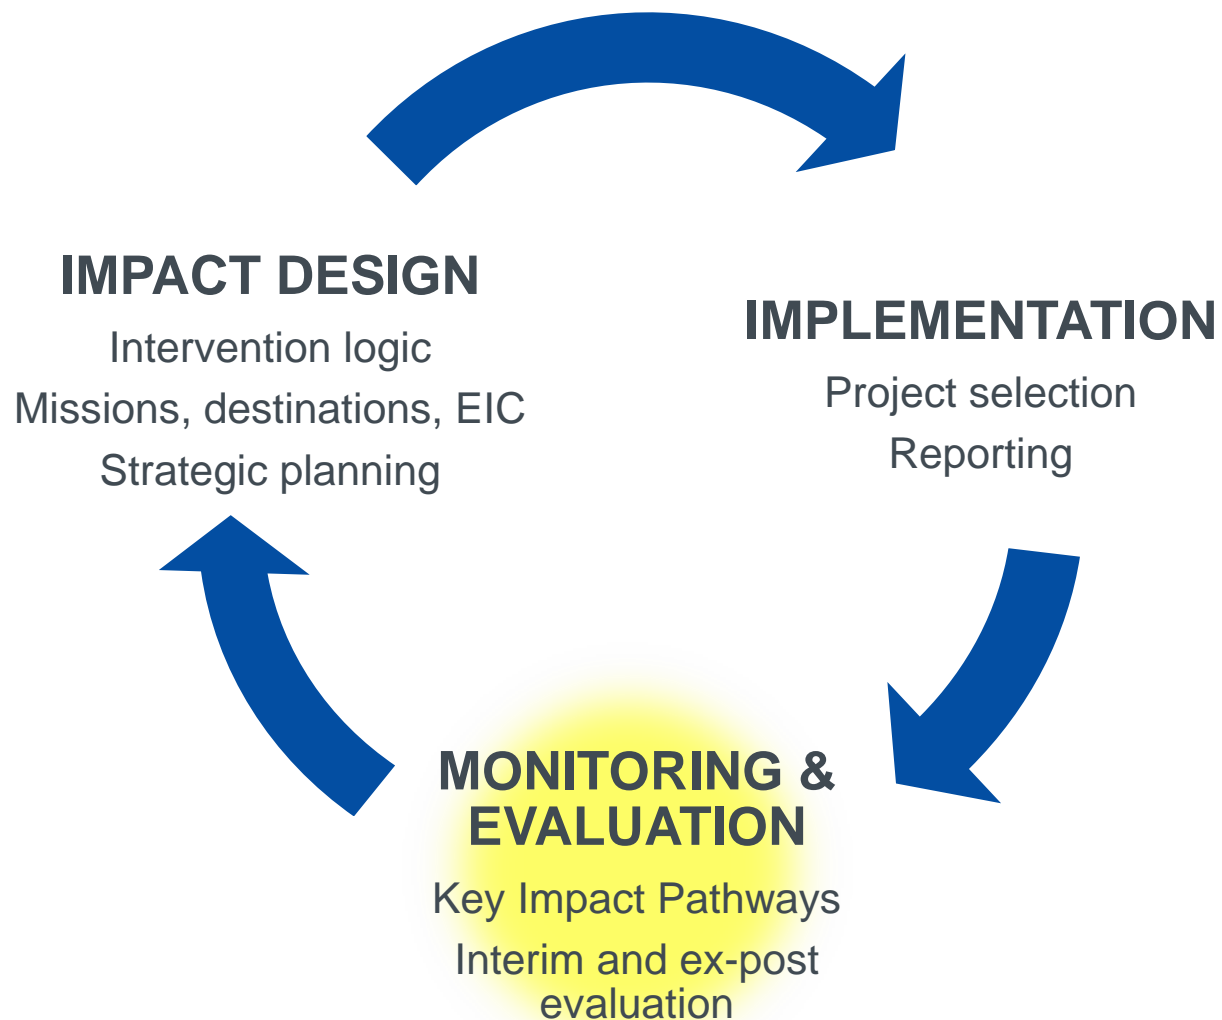 IMPACT DESIGN
Intervention logic
Missions, destinations, EIC
Strategic planning
IMPLEMENTATION
Project selection
Reporting
MONITORING &
EVALUATION
Key Impact Pathways
Interim and ex-post
evaluation